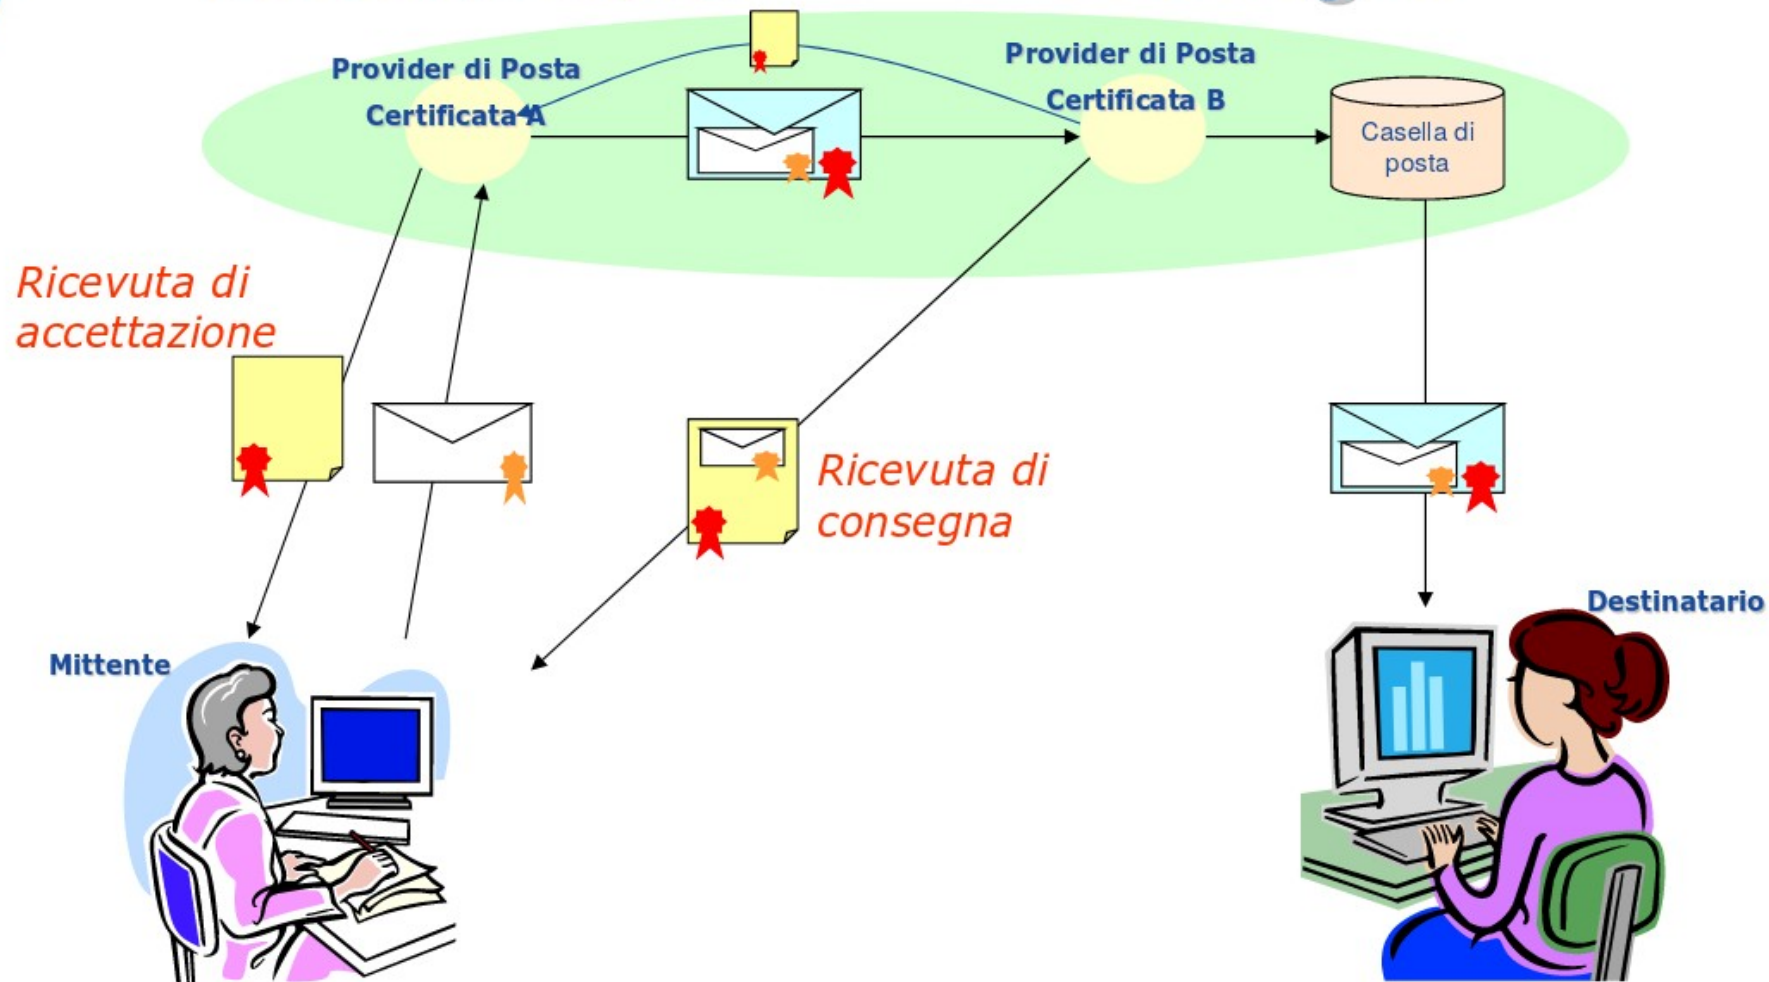 Provider di Posta
Certificata A
Provider di Posta
Certificata B
Casella di
posta
Ricevuta di
accettazione
Ricevuta di
consegna
Mittente
Destinatario